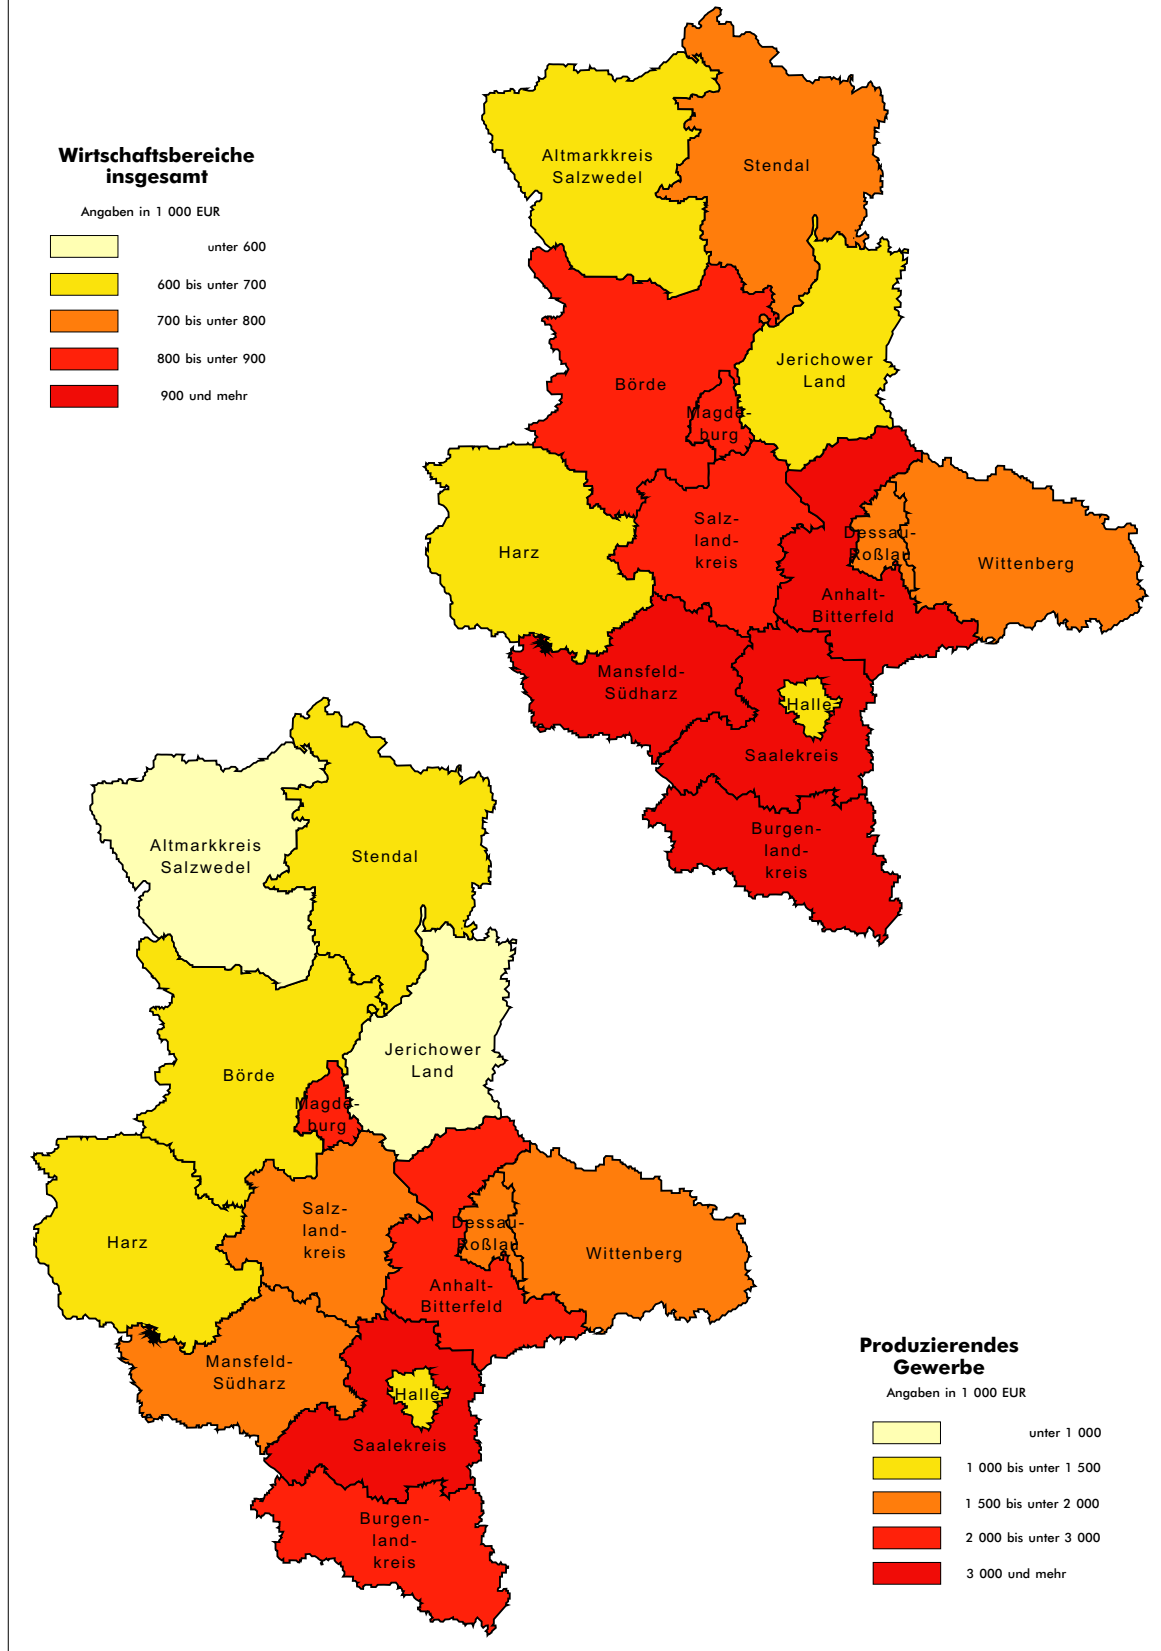 Wirtschaftsbereiche
insgesamt
Angaben in 1 000 EUR
unter 600
600 bis unter 700
700 bis unter 800
800 bis unter 900
900 und mehr
Altmarkkreis
Salzwedel
Stendal
Börde
Jerichower
Land
Magde-
burg
Harz
Salz-
land-
kreis
Dessau-
Roßlau
Wittenberg
Anhalt-
Bitterfeld
Mansfeld-
Südharz
Halle
Saalekreis
Burgen-
land-
kreis
Altmarkkreis
Salzwedel
Stendal
Börde
Jerichower
Land
Magde-
burg
Harz
Salz-
land-
kreis
Dessau-
Roßlau
Wittenberg
Anhalt-
Bitterfeld
Mansfeld-
Südharz
Halle
Saalekreis
Burgen-
land-
kreis
Produzierendes
Gewerbe
Angaben in 1 000 EUR
unter 1 000
1 000 bis unter 1 500
1 500 bis unter 2 000
2 000 bis unter 3 000
3 000 und mehr